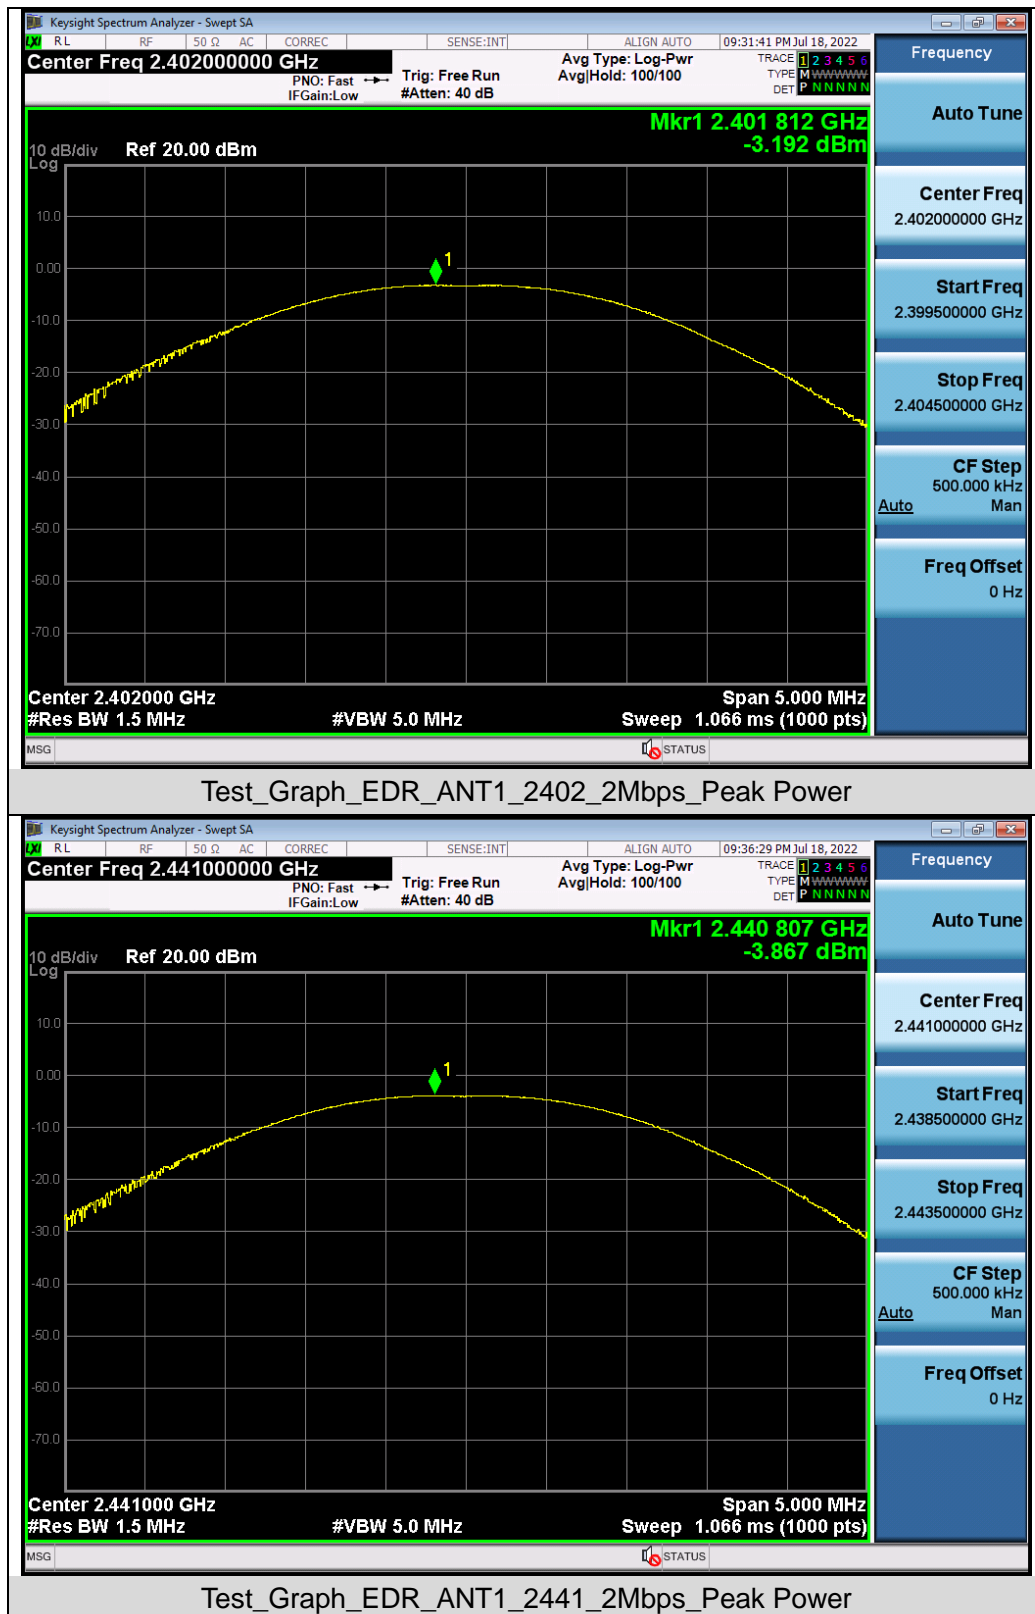 Keysight Spectrum Analyzer - Swept SA
LXI RL RF 50 Ω AC CORREC SENSE:INT ALIGN AUTO 09:31:41 PM Jul 18, 2022
Center Freq 2.402000000 GHz
PNO: Fast
IFGain:Low
Trig: Free Run
#Atten: 40 dB
Avg Type: Log-Pwr
Avg|Hold: 100/100
TRACE 1 2 3 4 5 6
TYPE M WWWWW
DET P N N N N N
Mkr1 2.401 812 GHz
-3.192 dBm
10 dB/div Ref 20.00 dBm
Log
10.0
0.00
-10.0
-20.0
-30.0
-40.0
-50.0
-60.0
-70.0
1
Center 2.402000 GHz Span 5.000 MHz
#Res BW 1.5 MHz #VBW 5.0 MHz Sweep 1.066 ms (1000 pts)
MSG STATUS
Frequency
Auto Tune
Center Freq
2.402000000 GHz
Start Freq
2.399500000 GHz
Stop Freq
2.404500000 GHz
CF Step
500.000 kHz
Auto Man
Freq Offset
0 Hz
Test_Graph_EDR_ANT1_2402_2Mbps_Peak Power
Keysight Spectrum Analyzer - Swept SA
LXI RL RF 50 Ω AC CORREC SENSE:INT ALIGN AUTO 09:36:29 PM Jul 18, 2022
Center Freq 2.441000000 GHz
PNO: Fast
IFGain:Low
Trig: Free Run
#Atten: 40 dB
Avg Type: Log-Pwr
Avg|Hold: 100/100
TRACE 1 2 3 4 5 6
TYPE M WWWWW
DET P N N N N N
Mkr1 2.440 807 GHz
-3.867 dBm
10 dB/div Ref 20.00 dBm
Log
10.0
0.00
-10.0
-20.0
-30.0
-40.0
-50.0
-60.0
-70.0
1
Center 2.441000 GHz Span 5.000 MHz
#Res BW 1.5 MHz #VBW 5.0 MHz Sweep 1.066 ms (1000 pts)
MSG STATUS
Frequency
Auto Tune
Center Freq
2.441000000 GHz
Start Freq
2.438500000 GHz
Stop Freq
2.443500000 GHz
CF Step
500.000 kHz
Auto Man
Freq Offset
0 Hz
Test_Graph_EDR_ANT1_2441_2Mbps_Peak Power